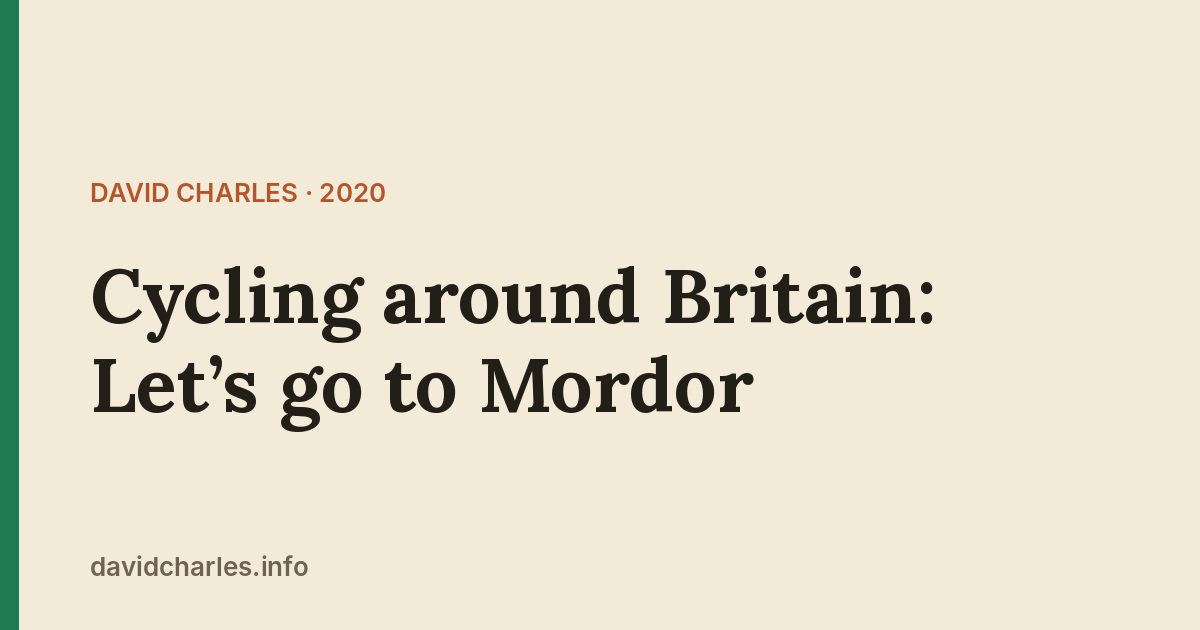 DAVID CHARLES · 2020
Cycling around Britain:
Let’s go to Mordor
davidcharles.info